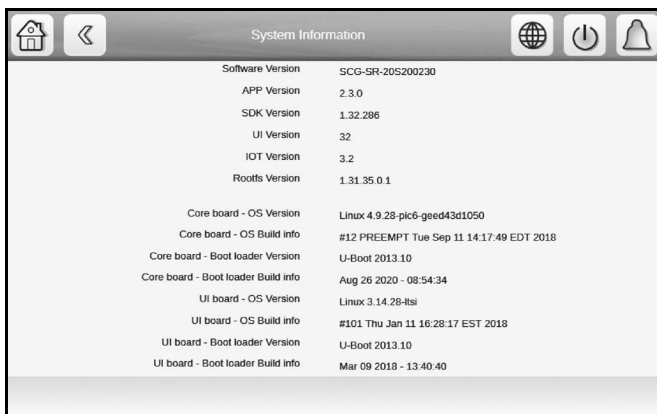 System Information
Software Version SCG-SR-20S200230
APP Version 2.3.0
SDK Version 1.32.286
UI Version 32
IOT Version 3.2
Rootfs Version 1.31.35.0.1
Core board - OS Version Linux 4.9.28-pic6-geed43d1050
Core board - OS Build info #12 PREEMPT Tue Sep 11 14:17:49 EDT 2018
Core board - Boot loader Version U-Boot 2013.10
Core board - Boot loader Build info Aug 26 2020 - 08:54:34
UI board - OS Version Linux 3.14.28-ltsi
UI board - OS Build info #101 Thu Jan 11 16:28:17 EST 2018
UI board - Boot loader Version U-Boot 2013.10
UI board - Boot loader Build info Mar 09 2018 - 13:40:40